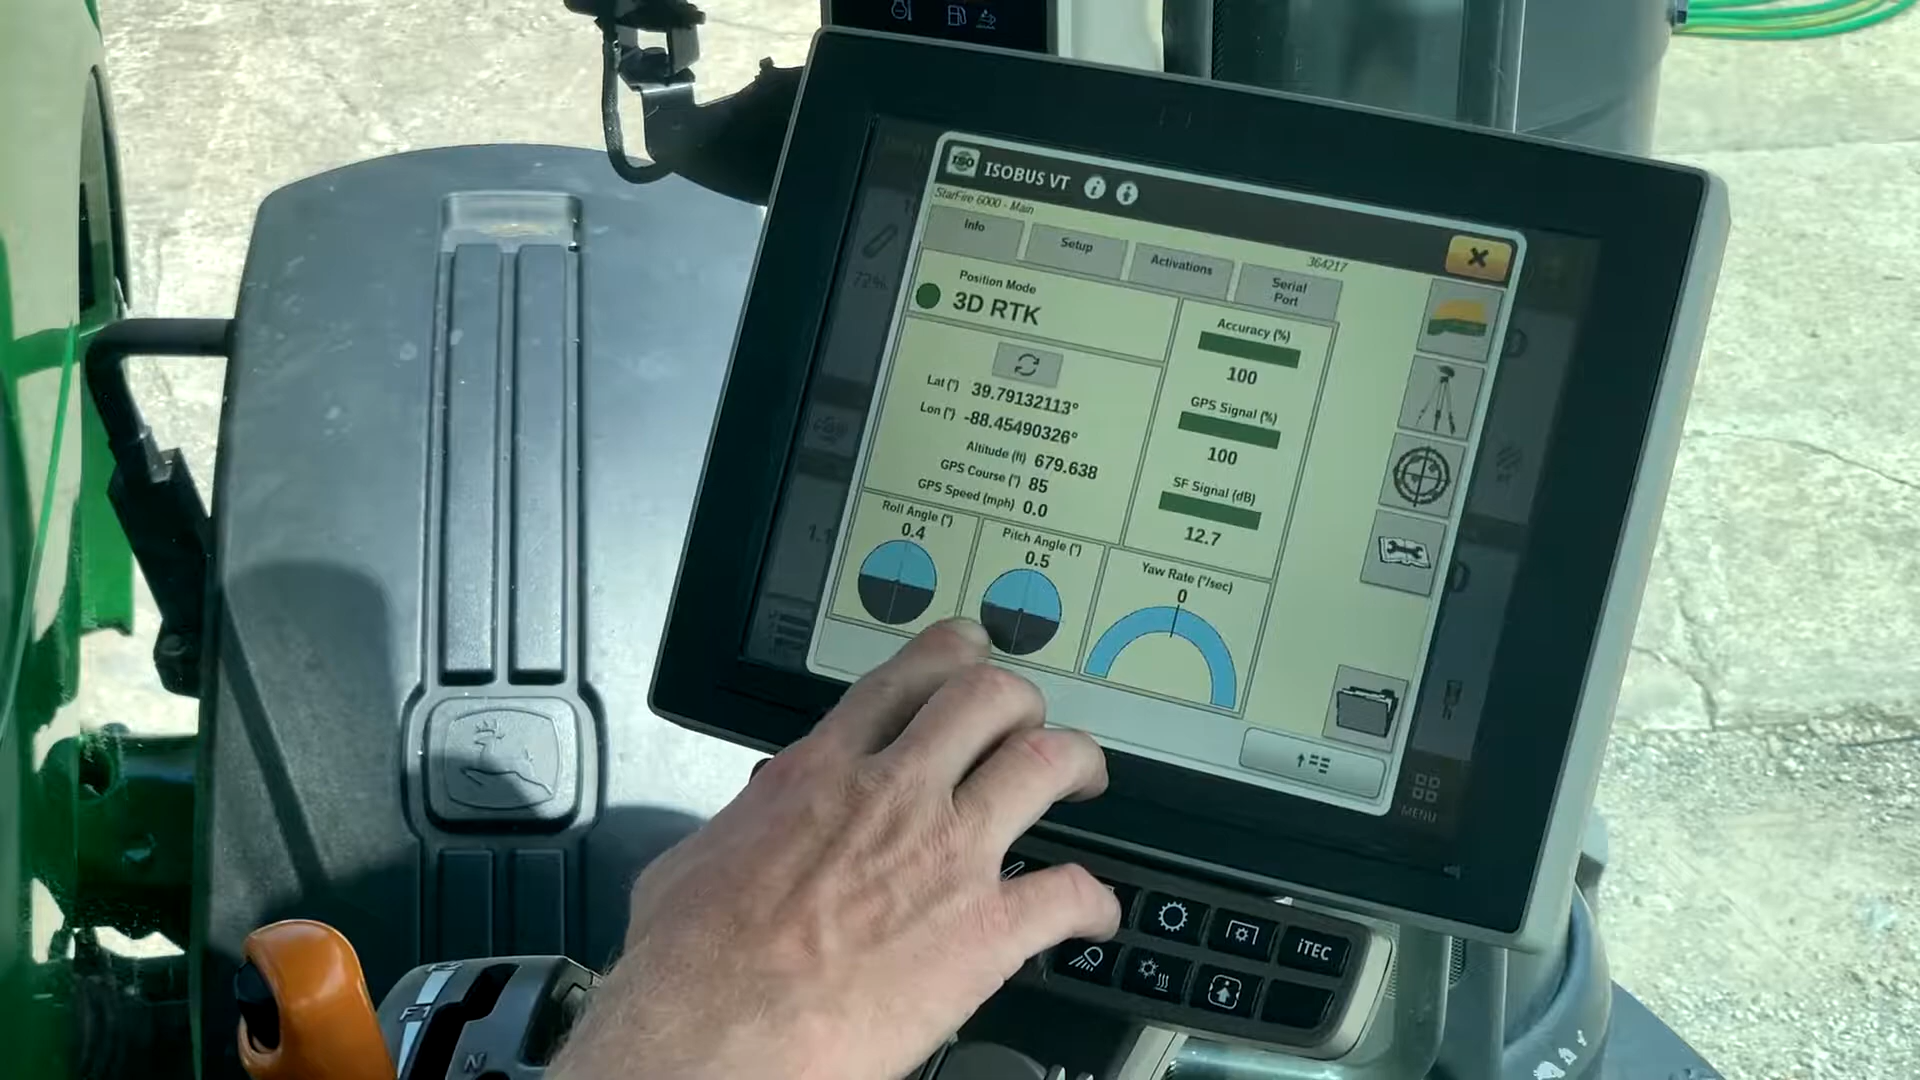 ISO ISOBUS VT
StarFire 6000 - Main
364217
Info
Setup
Activations
Serial
Port
Position Mode
3D RTK
Lat (°) 39.79132113°
Lon (°) -88.45490326°
Altitude (ft) 679.638
GPS Course (°) 85
GPS Speed (mph) 0.0
Accuracy (%)
100
GPS Signal (%)
100
SF Signal (dB)
12.7
Roll Angle (°)
0.4
Pitch Angle (°)
0.5
Yaw Rate (°/sec)
0
72%
MENU
iTEC
F1
N